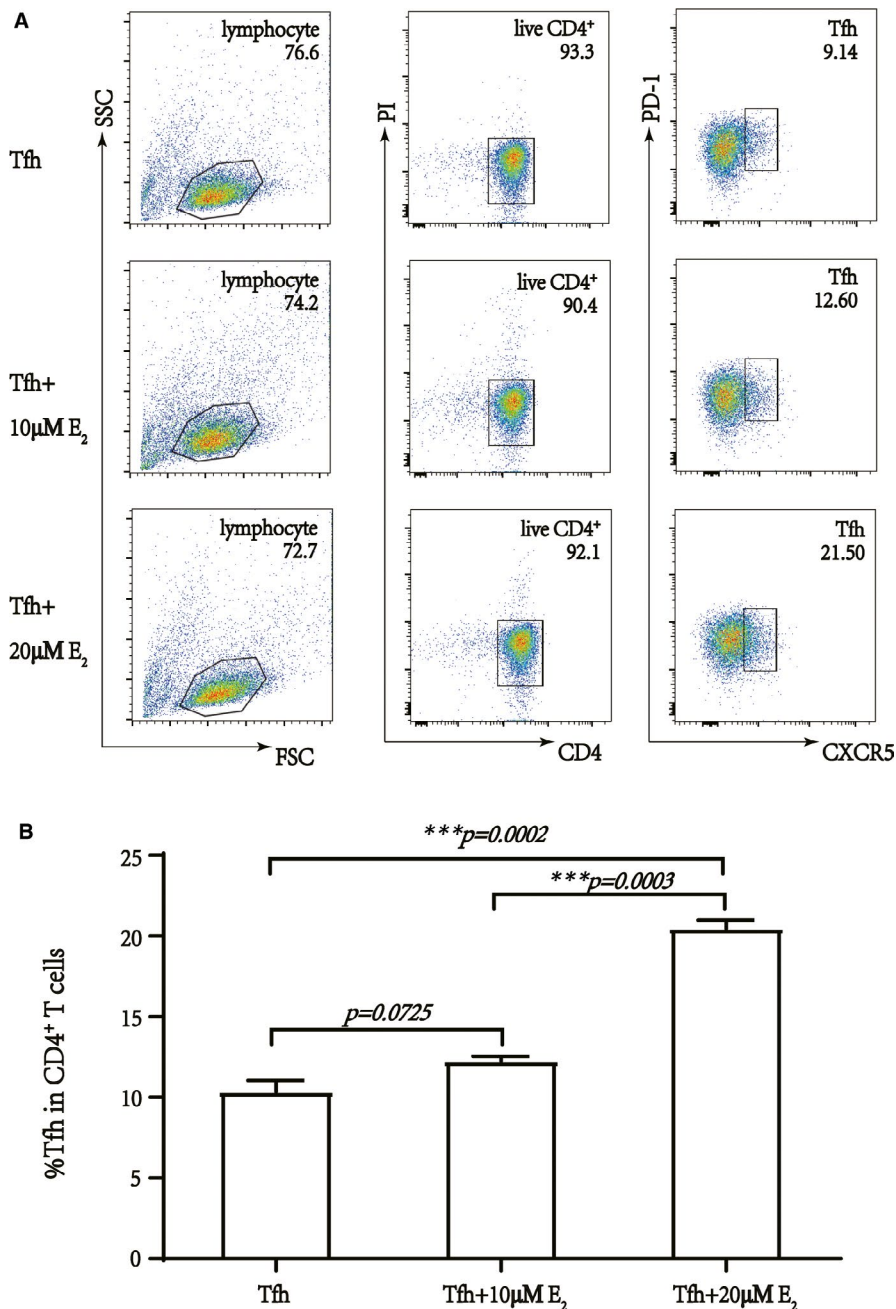 A
Tfh
SSC
lymphocyte
76.6
PI
live CD4⁺
93.3
PD-1
Tfh
9.14
Tfh+
10μM E₂
lymphocyte
74.2
live CD4⁺
90.4
Tfh
12.60
Tfh+
20μM E₂
lymphocyte
72.7
live CD4⁺
92.1
Tfh
21.50
FSC
CD4
CXCR5
B
%Tfh in CD4⁺ T cells
25
20
15
10
5
0
***p=0.0002
***p=0.0003
p=0.0725
Tfh
Tfh+10μM E₂
Tfh+20μM E₂